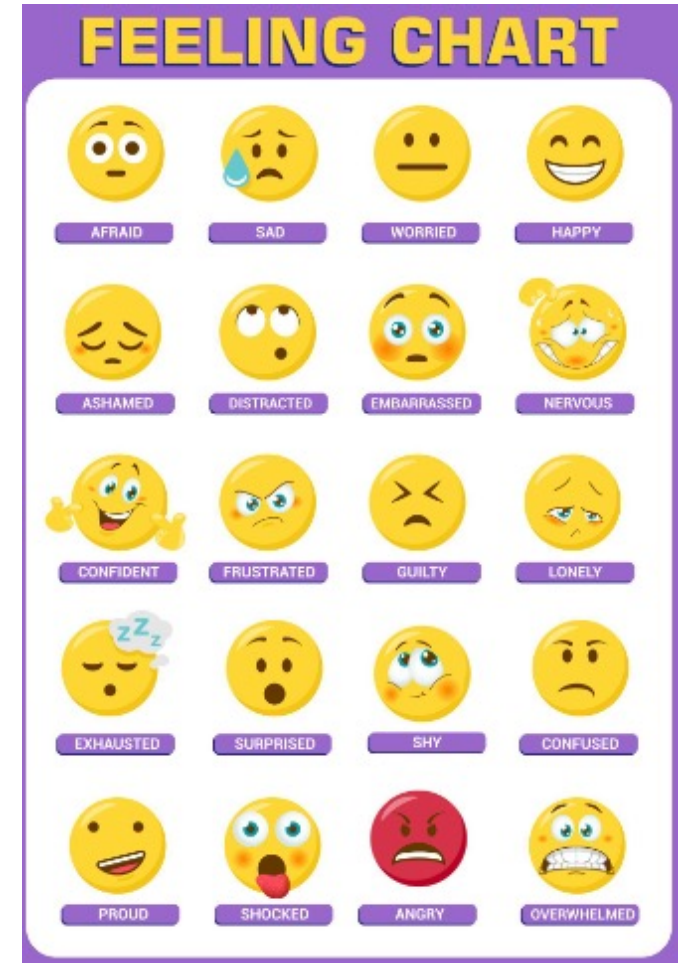 FEELING CHART
AFRAID SAD WORRIED HAPPY
ASHAMED DISTRACTED EMBARRASSED NERVOUS
CONFIDENT FRUSTRATED GUILTY LONELY
zzz
EXHAUSTED SURPRISED SHY CONFUSED
PROUD SHOCKED ANGRY OVERWHELMED